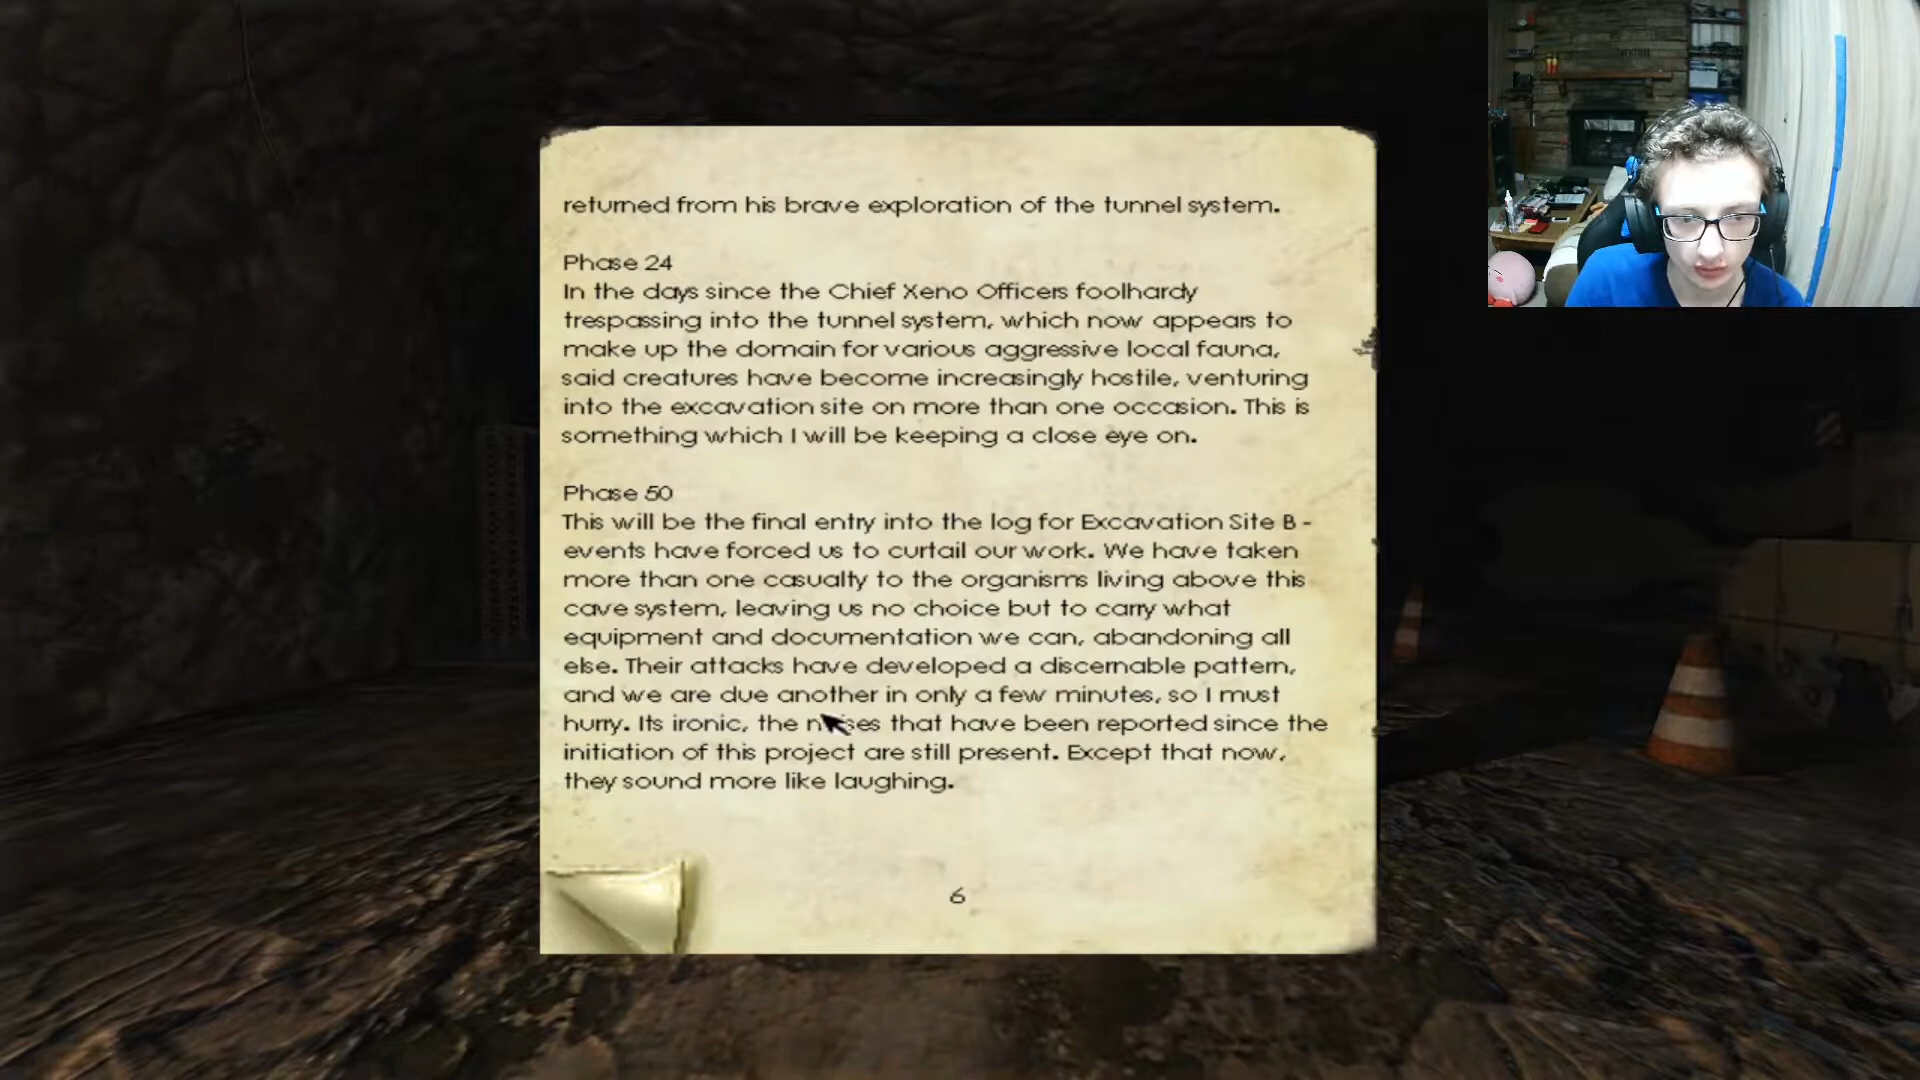 returned from his brave exploration of the tunnel system.
Phase 24
In the days since the Chief Xeno Officers foolhardy
trespassing into the tunnel system, which now appears to
make up the domain for various aggressive local fauna,
said creatures have become increasingly hostile, venturing
into the excavation site on more than one occasion. This is
something which I will be keeping a close eye on.
Phase 50
This will be the final entry into the log for Excavation Site B -
events have forced us to curtail our work. We have taken
more than one casualty to the organisms living above this
cave system, leaving us no choice but to carry what
equipment and documentation we can, abandoning all
else. Their attacks have developed a discernable pattern,
and we are due another in only a few minutes, so I must
hurry. Its ironic, the noises that have been reported since the
initiation of this project are still present. Except that now,
they sound more like laughing.
6